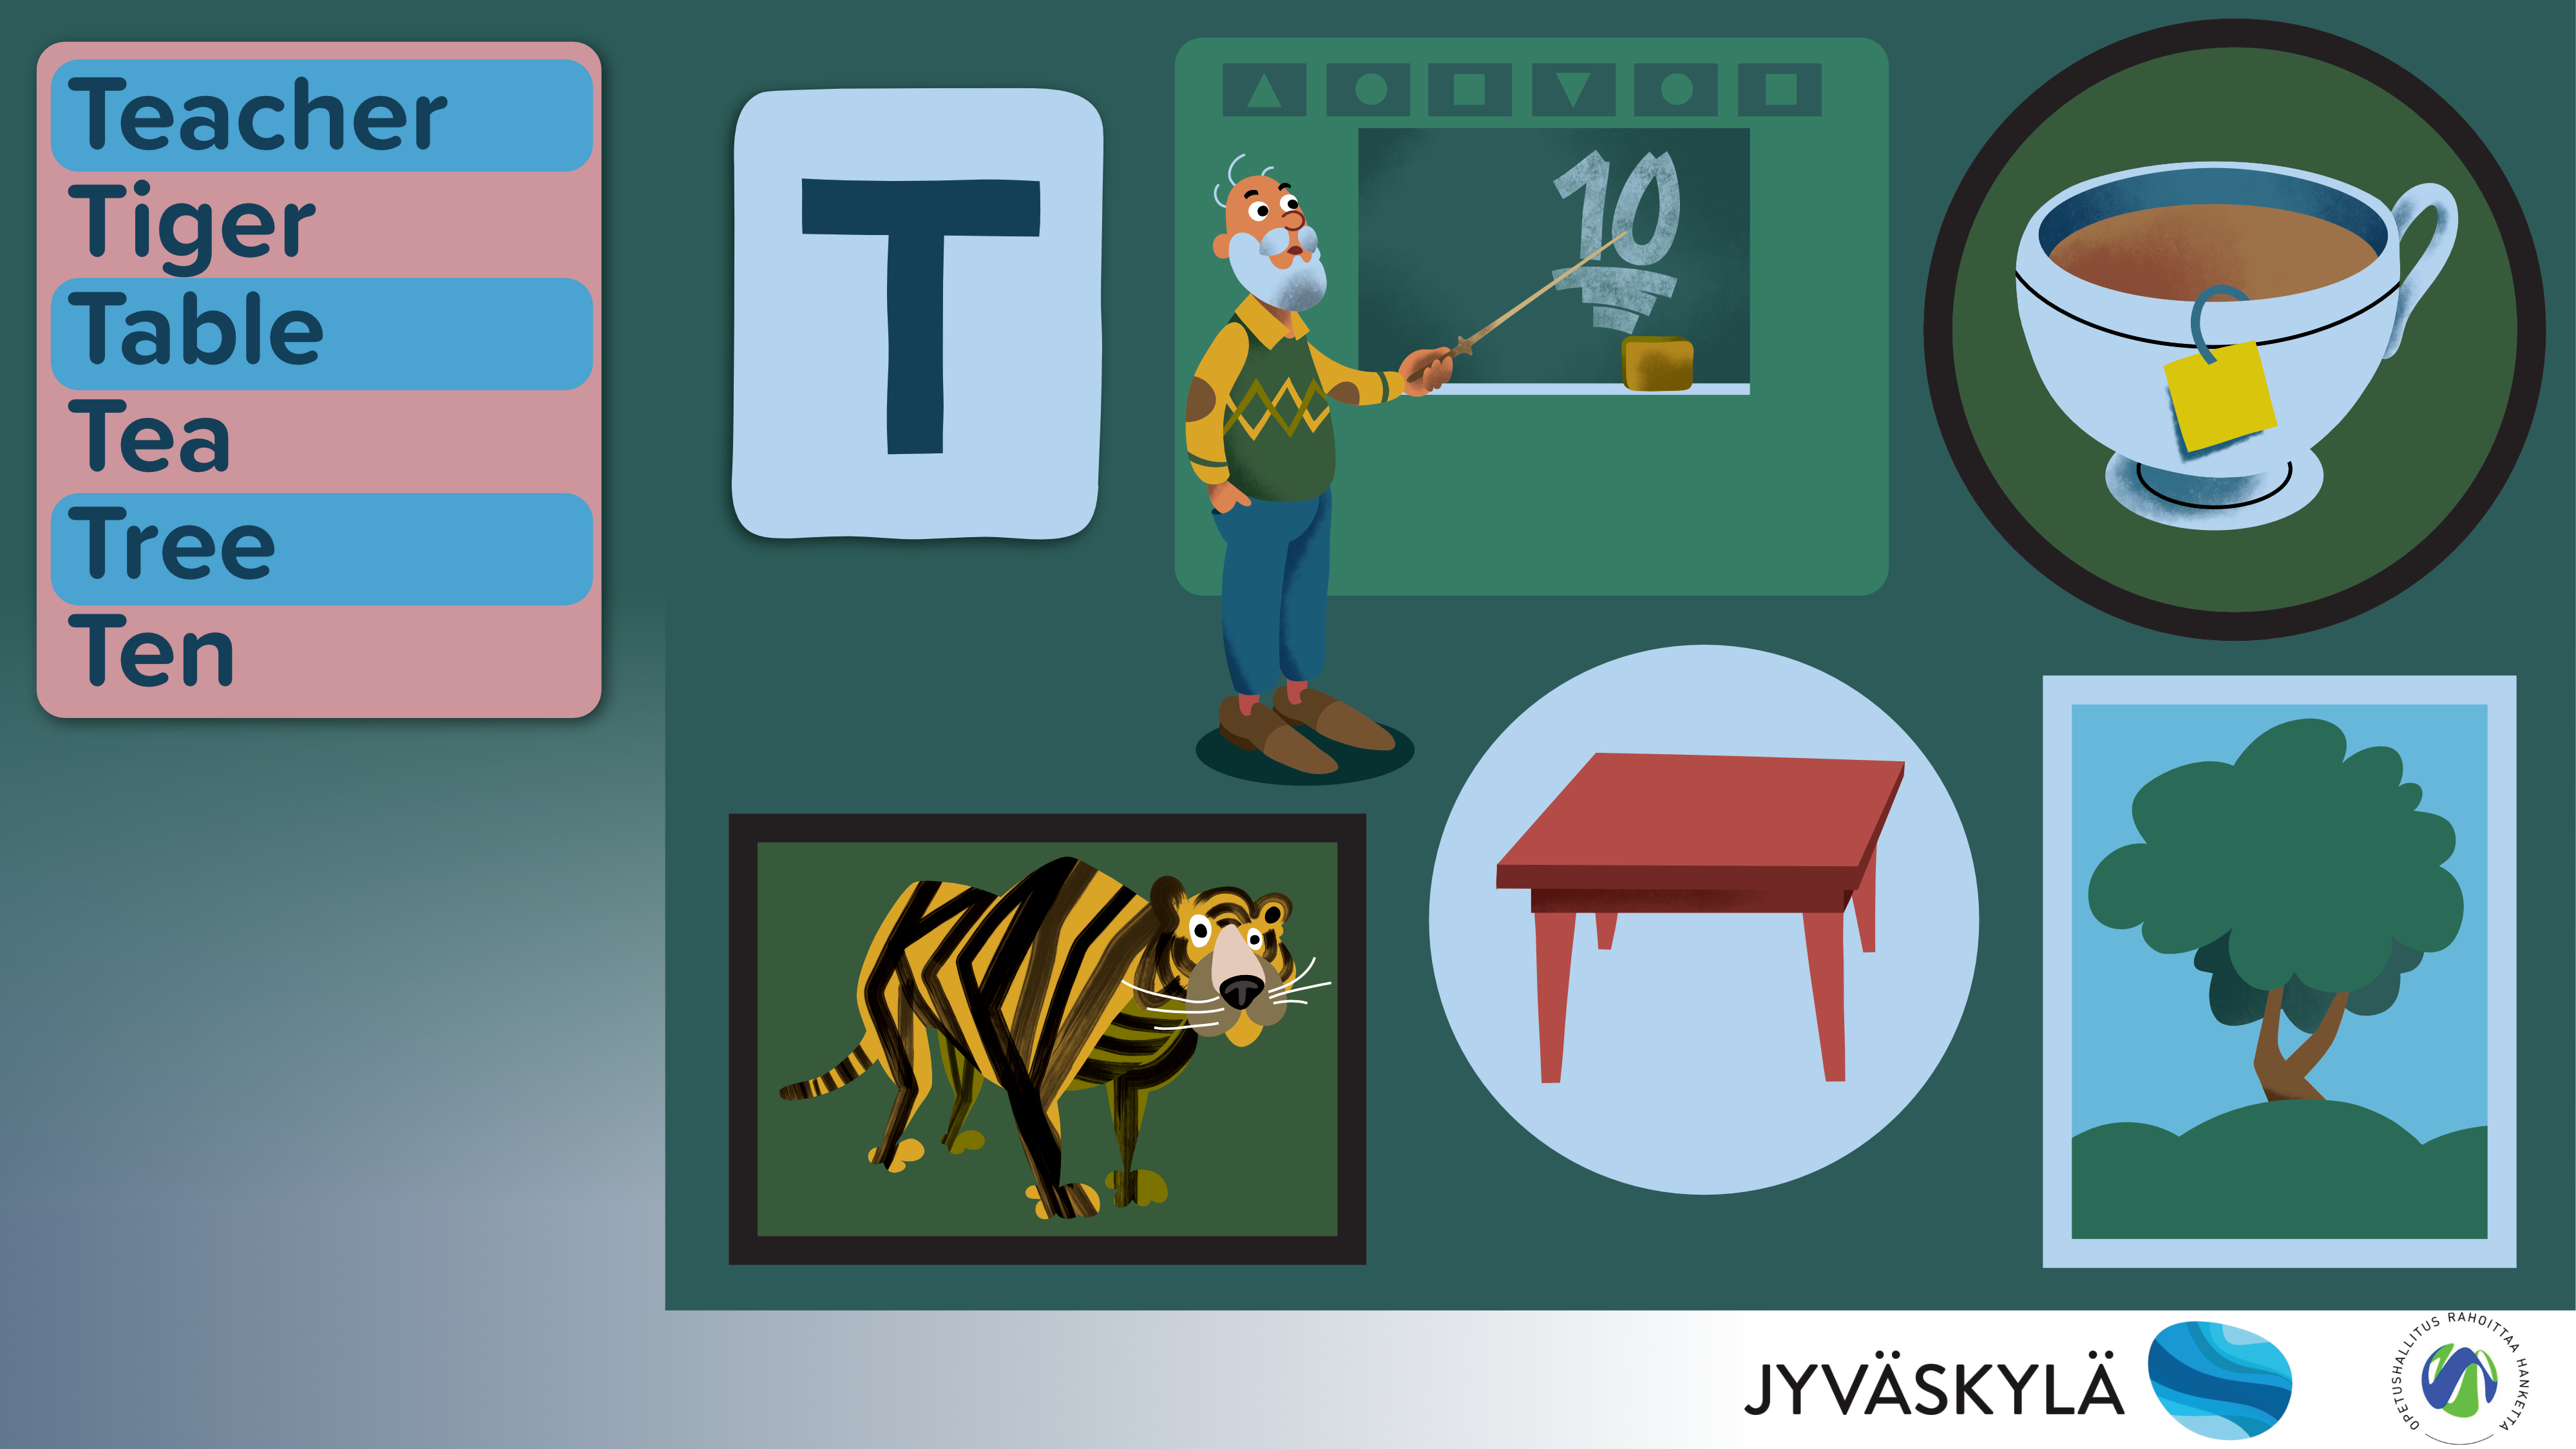 Teacher
Tiger
Table
Tea
Tree
Ten
T
10
JYVÄSKYLÄ
OPETUSHALLITUS RAHOITTAA HANKETTA